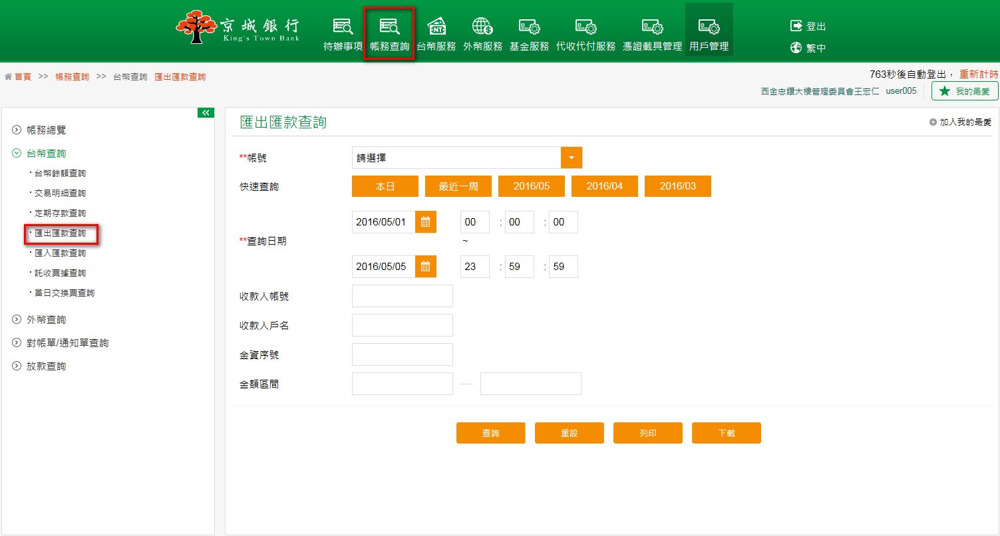 京城銀行
King's Town Bank
待辦事項 帳務查詢 台幣服務 外幣服務 基金服務 代收代付服務 憑證載具管理 用戶管理
登出
繁中
首頁 >> 帳務查詢 >> 台幣查詢 匯出匯款查詢
763秒後自動登出， 重新計時
西金忠鑽大樓管理委員會王宏仁 user005 我的最愛
帳務總覽
台幣查詢
台幣餘額查詢
交易明細查詢
定期存款查詢
匯出匯款查詢
匯入匯款查詢
託收票據查詢
當日交換票查詢
外幣查詢
對帳單/通知單查詢
放款查詢
匯出匯款查詢
加入我的最愛
**帳號 請選擇
快速查詢 本日 最近一周 2016/05 2016/04 2016/03
2016/05/01 00 : 00 : 00
**查詢日期 ~
2016/05/05 23 : 59 : 59
收款人帳號
收款人戶名
金資序號
金額區間
查詢 重設 列印 下載